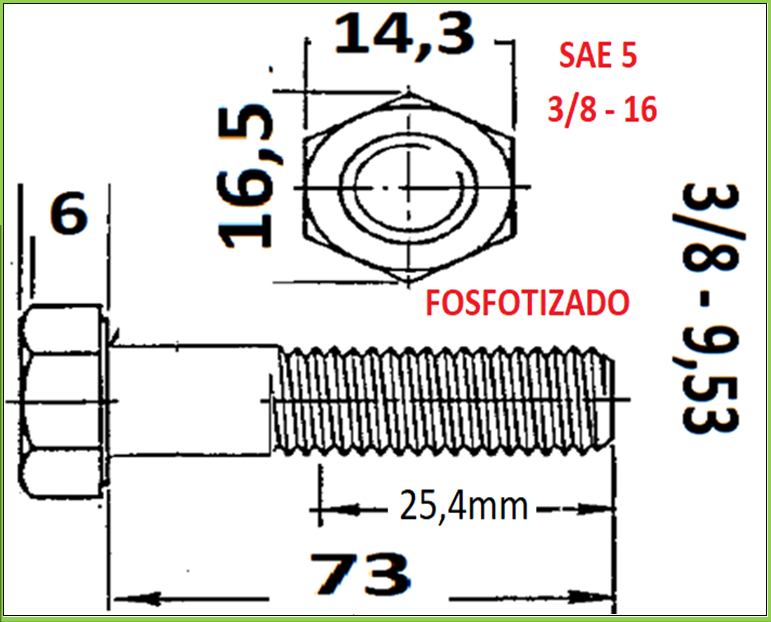 14,3
SAE 5
3/8 - 16
16,5
6
3/8 - 9,53
FOSFOTIZADO
25,4mm
73